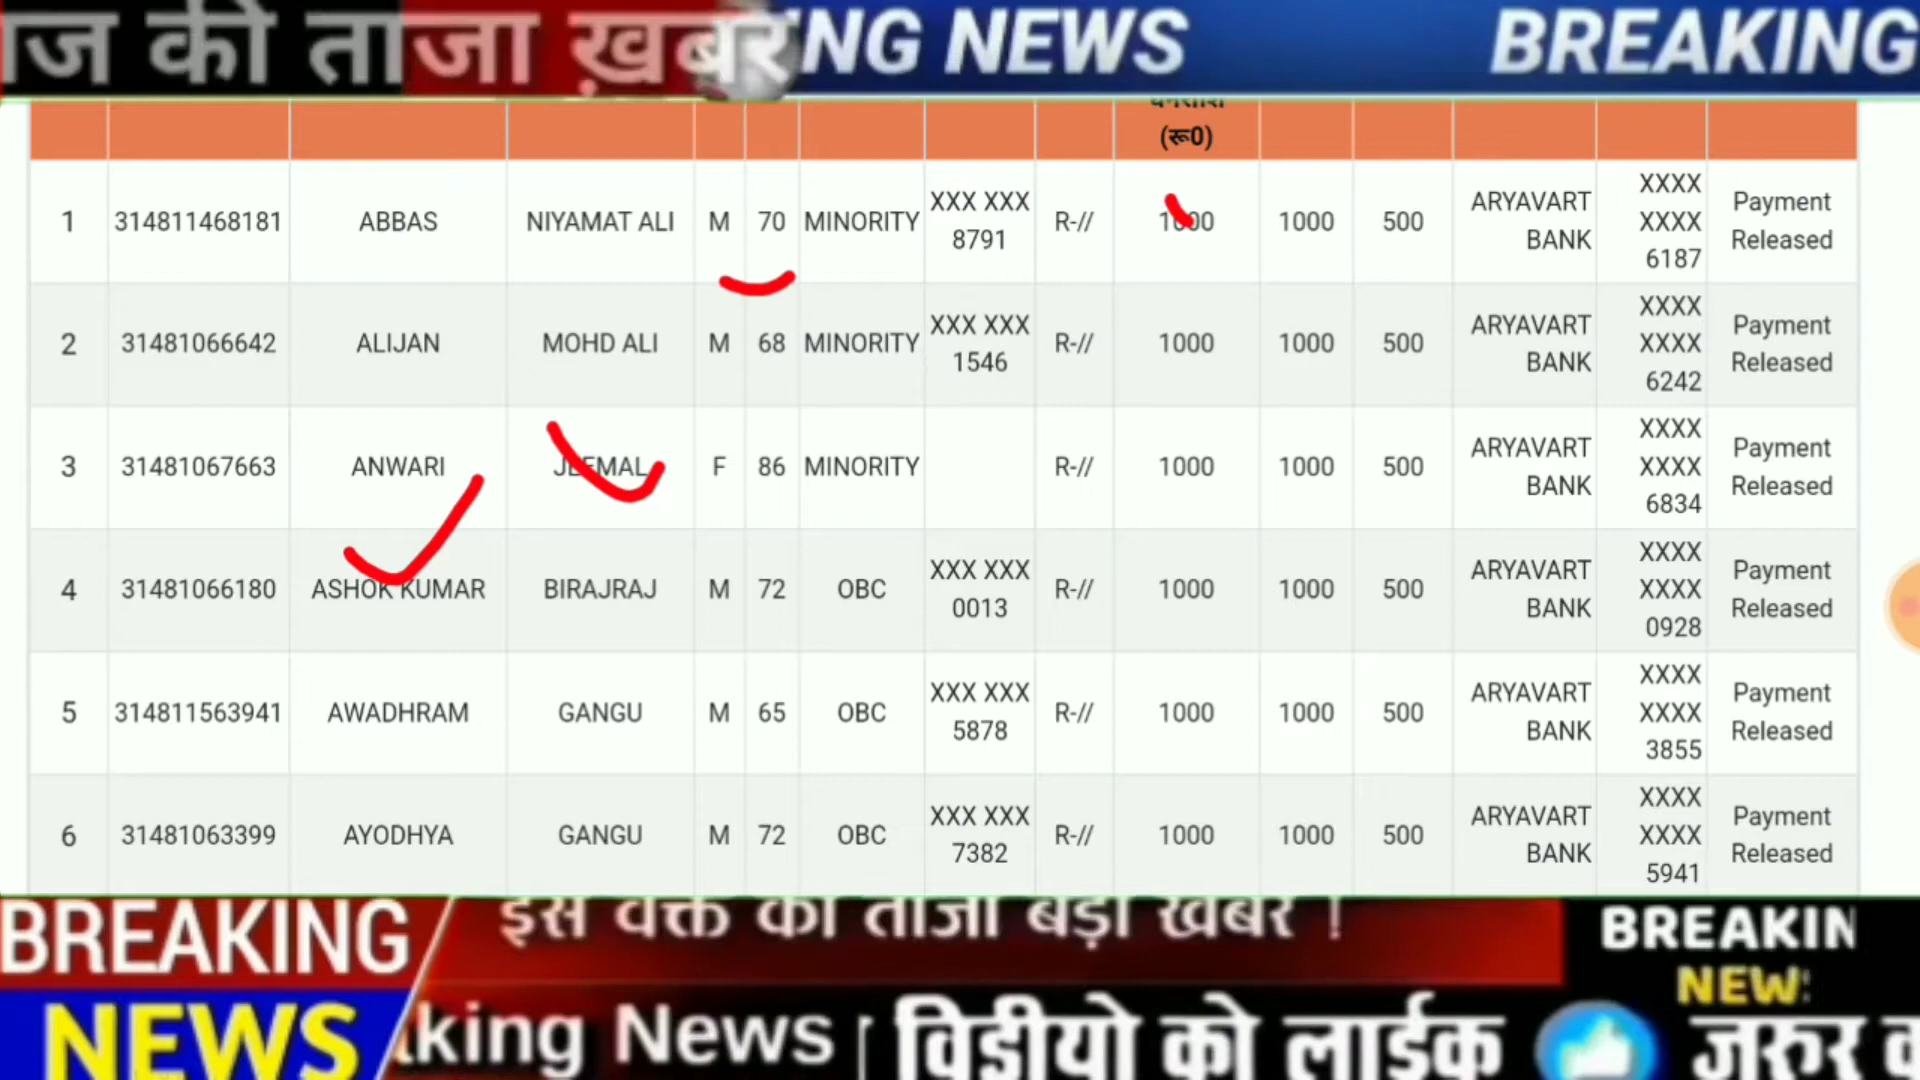 ज की ताजा ख़बरें NG NEWS BREAKING
(रू0)
1 314811468181 ABBAS NIYAMAT ALI M 70 MINORITY XXX XXX 8791 R-// 1000 1000 500 ARYAVART BANK XXXX XXXX 6187 Payment Released
2 31481066642 ALIJAN MOHD ALI M 68 MINORITY XXX XXX 1546 R-// 1000 1000 500 ARYAVART BANK XXXX XXXX 6242 Payment Released
3 31481067663 ANWARI F 86 MINORITY R-// 1000 1000 500 ARYAVART BANK XXXX XXXX 6834 Payment Released
4 31481066180 ASHOK KUMAR BIRAJRAJ M 72 OBC XXX XXX 0013 R-// 1000 1000 500 ARYAVART BANK XXXX XXXX 0928 Payment Released
5 314811563941 AWADHRAM GANGU M 65 OBC XXX XXX 5878 R-// 1000 1000 500 ARYAVART BANK XXXX XXXX 3855 Payment Released
6 31481063399 AYODHYA GANGU M 72 OBC XXX XXX 7382 R-// 1000 1000 500 ARYAVART BANK XXXX XXXX 5941 Payment Released
BREAKING NEWS
इस वक्त की ताजा बड़ी खबर !
BREAKIN
NEWS
king News
विडीयो को लाईक जरुर